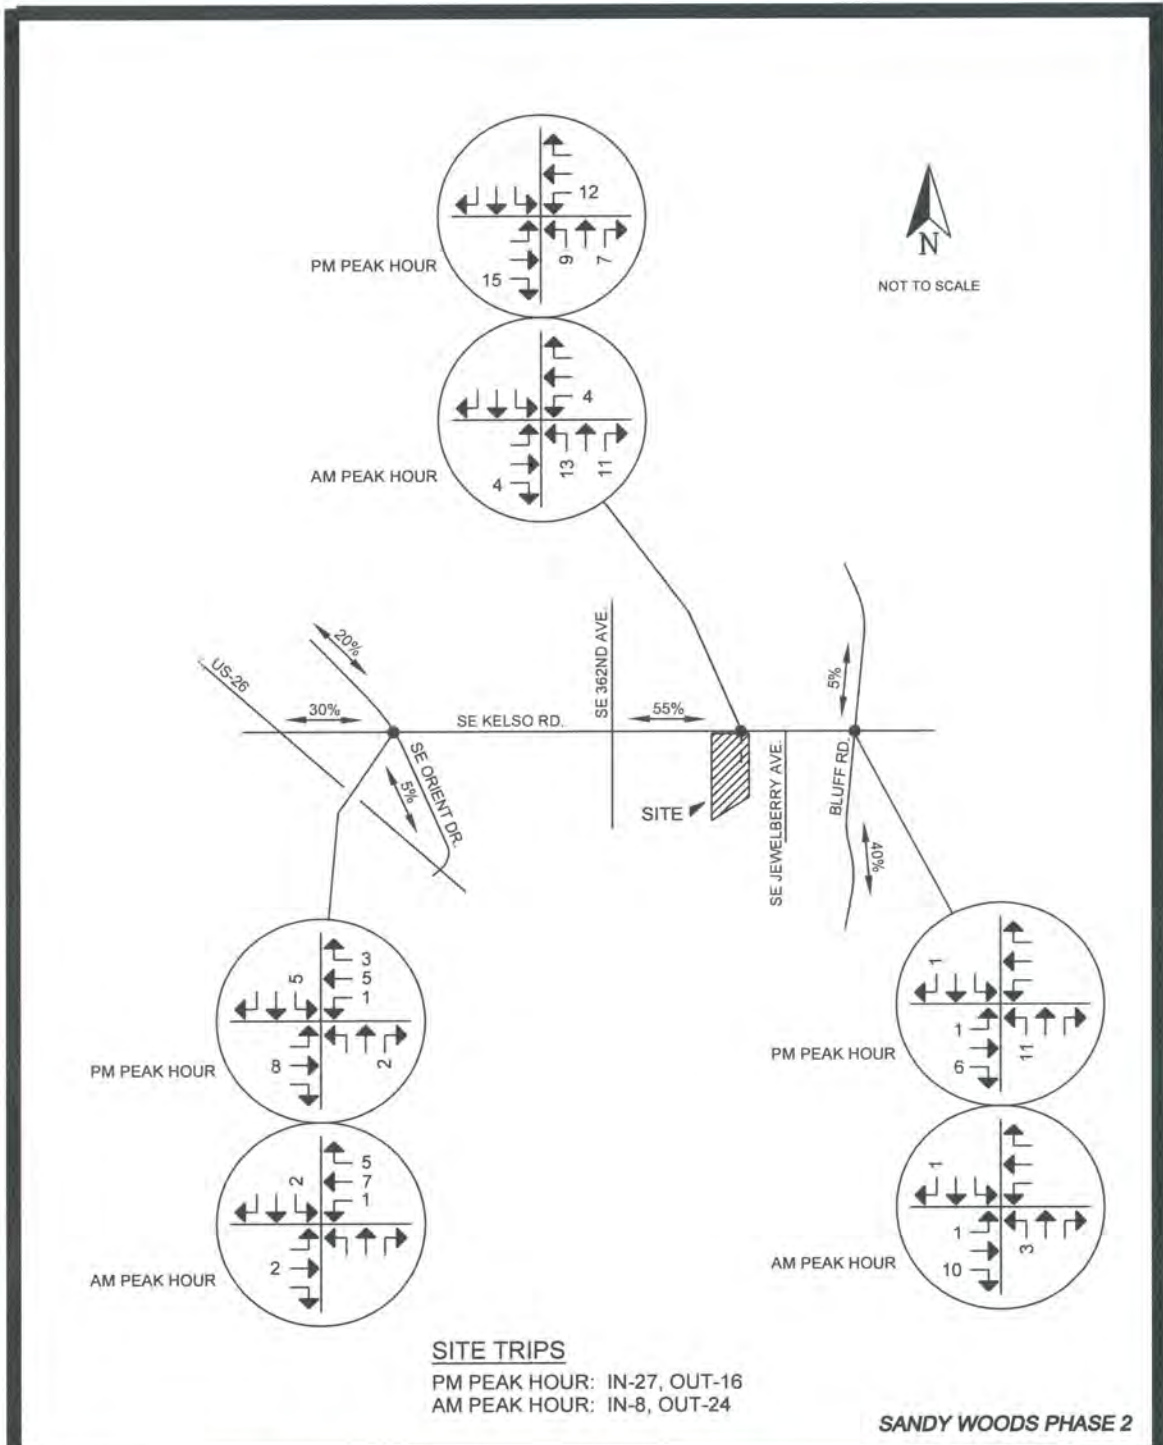 12
PM PEAK HOUR
15
9
7
N
NOT TO SCALE
4
AM PEAK HOUR
4
13
11
20%
US-26
30%
SE KELSO RD.
SE 362ND AVE.
55%
5%
SE ORIENT DR.
5%
SITE
SE JEWELBERRY AVE.
BLUFF RD.
40%
5
3
5
1
PM PEAK HOUR
8
2
1
PM PEAK HOUR
1
6
11
2
5
7
1
AM PEAK HOUR
2
1
AM PEAK HOUR
1
10
3
SITE TRIPS
PM PEAK HOUR: IN-27, OUT-16
AM PEAK HOUR: IN-8, OUT-24
SANDY WOODS PHASE 2